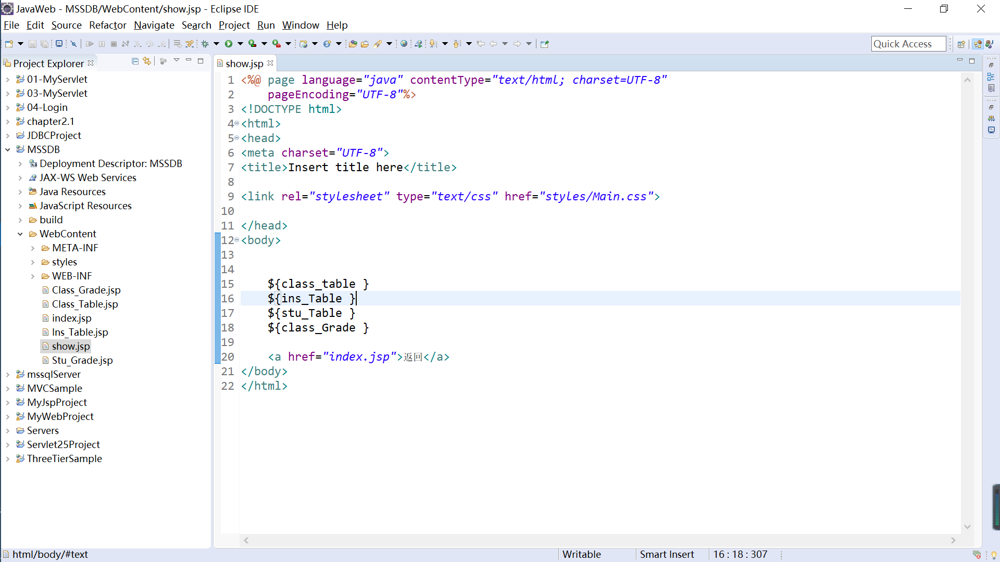 JavaWeb - MSSDB/WebContent/show.jsp - Eclipse IDE
File Edit Source Refactor Navigate Search Project Run Window Help
Quick Access
Project Explorer
01-MyServlet
03-MyServlet
04-Login
chapter2.1
JDBCProject
MSSDB
Deployment Descriptor: MSSDB
JAX-WS Web Services
Java Resources
JavaScript Resources
build
WebContent
META-INF
styles
WEB-INF
Class_Grade.jsp
Class_Table.jsp
index.jsp
Ins_Table.jsp
show.jsp
Stu_Grade.jsp
mssqlServer
MVCSample
MyJspProject
MyWebProject
Servers
Servlet25Project
ThreeTierSample
show.jsp
1 <%@ page language="java" contentType="text/html; charset=UTF-8"
2 pageEncoding="UTF-8"%>
3 <!DOCTYPE html>
4 <html>
5 <head>
6 <meta charset="UTF-8">
7 <title>Insert title here</title>
8
9 <link rel="stylesheet" type="text/css" href="styles/Main.css">
10
11 </head>
12 <body>
13
14
15 ${class_table }
16 ${ins_Table }
17 ${stu_Table }
18 ${class_Grade }
19
20 <a href="index.jsp">返回</a>
21 </body>
22 </html>
html/body/#text
Writable
Smart Insert
16 : 18 : 307